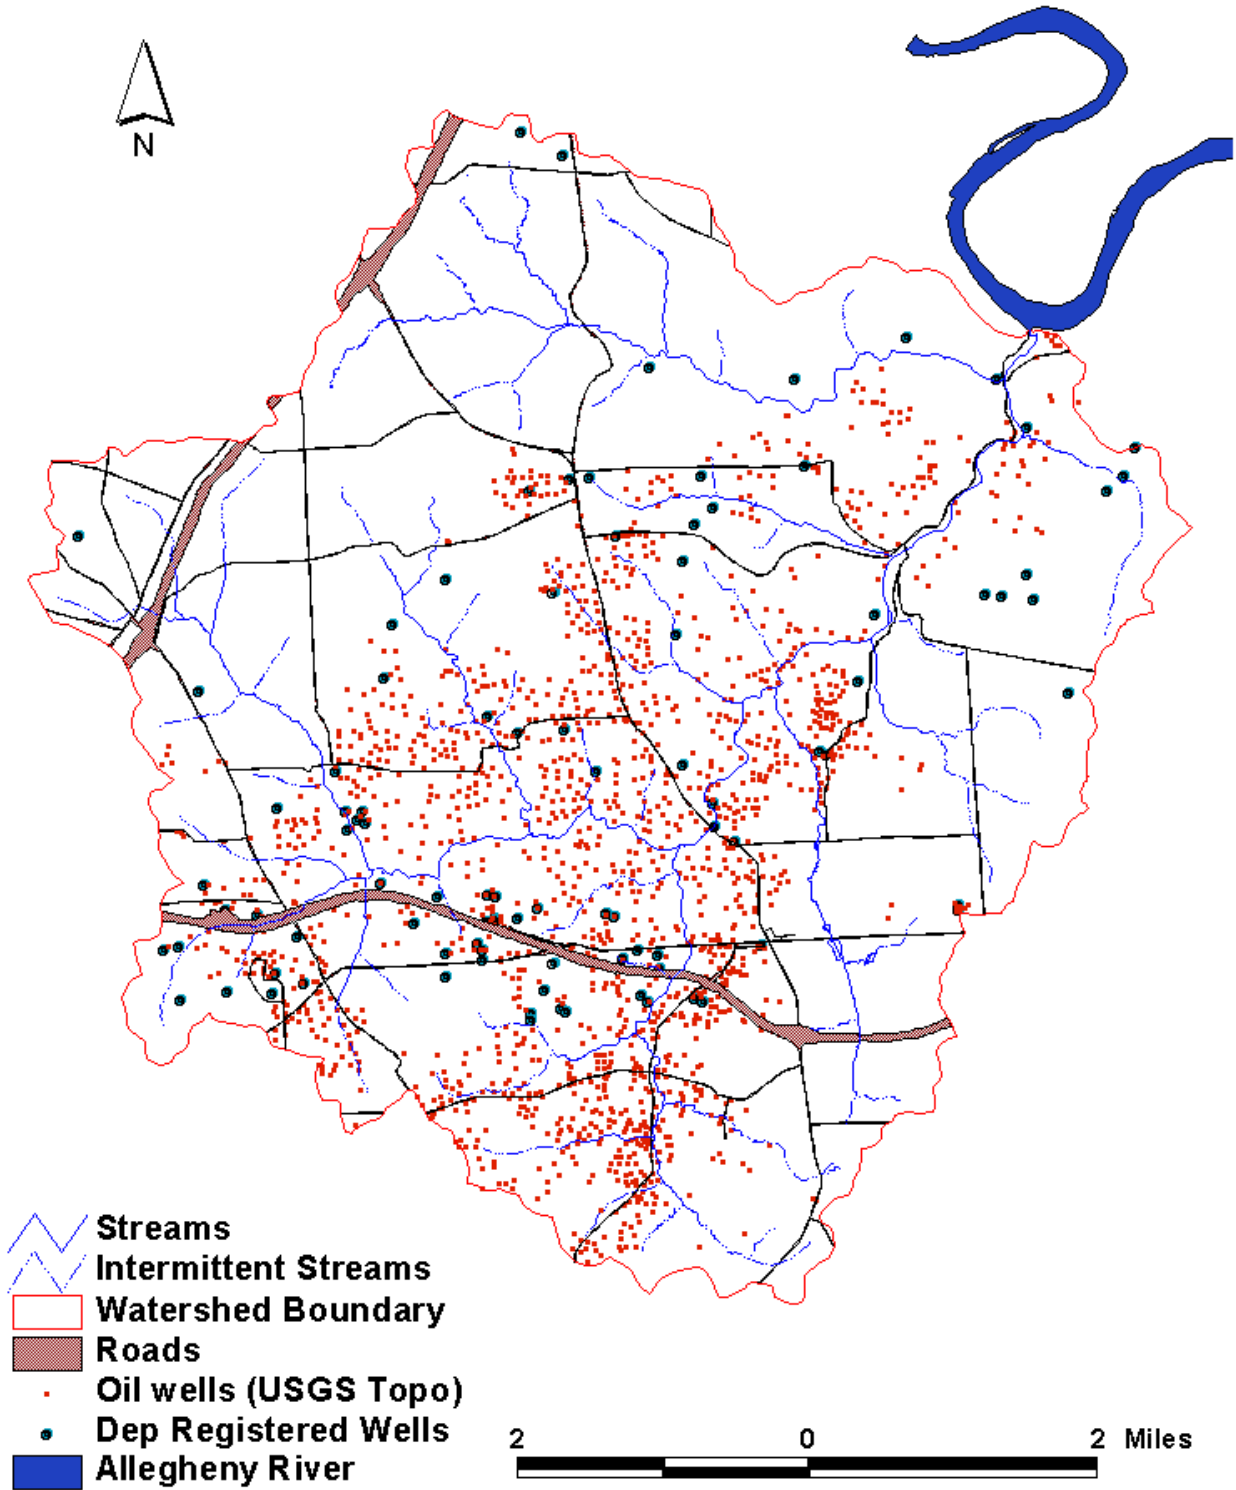 N
Streams
Intermittent Streams
Watershed Boundary
Roads
Oil wells (USGS Topo)
Dep Registered Wells
Allegheny River
2 0 2 Miles